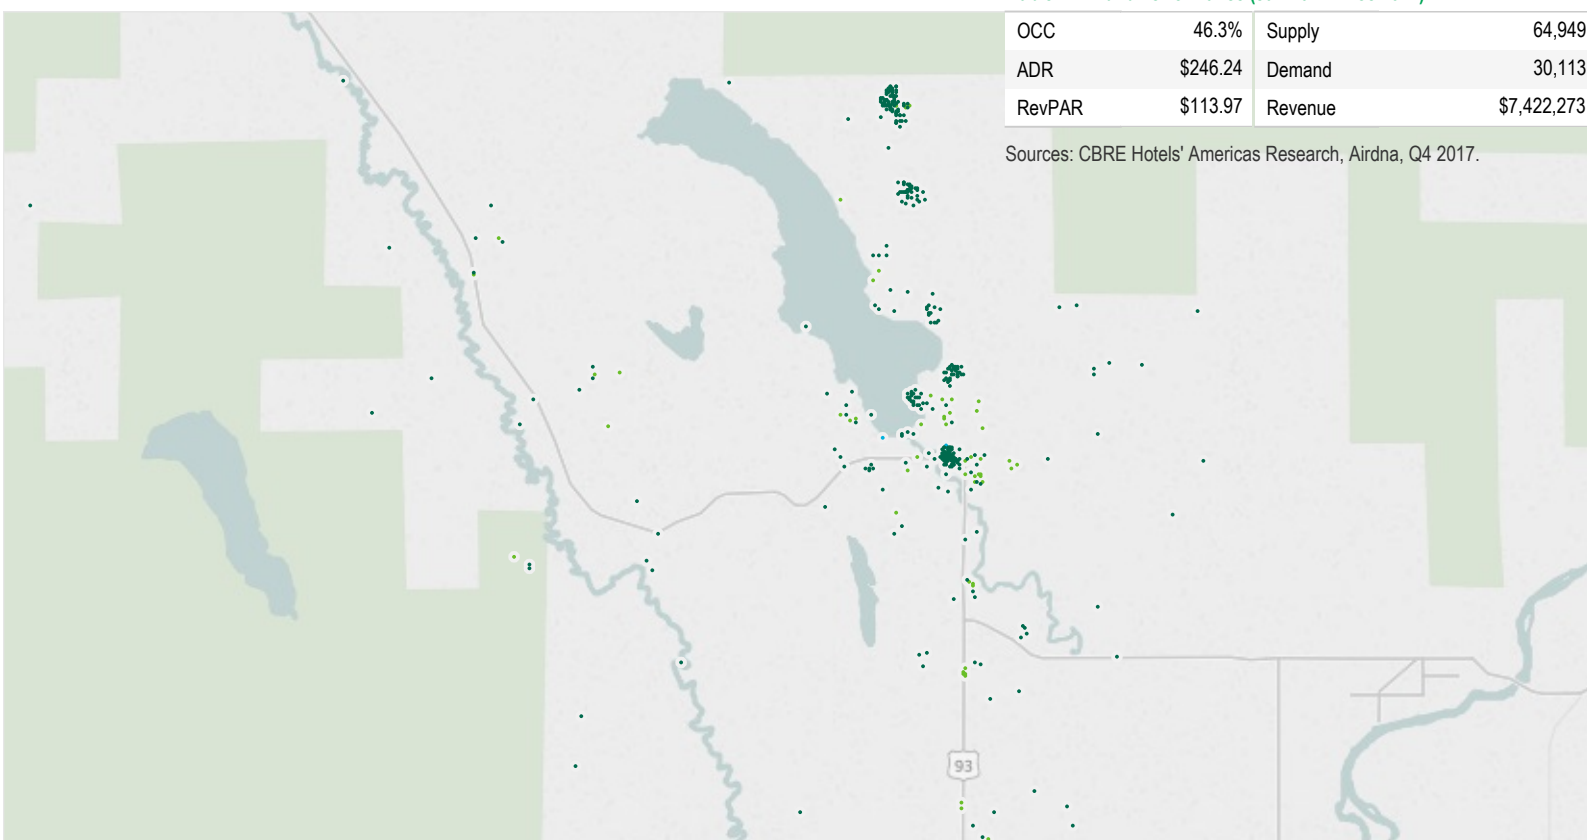 OCC 46.3% Supply 64,949
ADR $246.24 Demand 30,113
RevPAR $113.97 Revenue $7,422,273
Sources: CBRE Hotels' Americas Research, Airdna, Q4 2017.
93